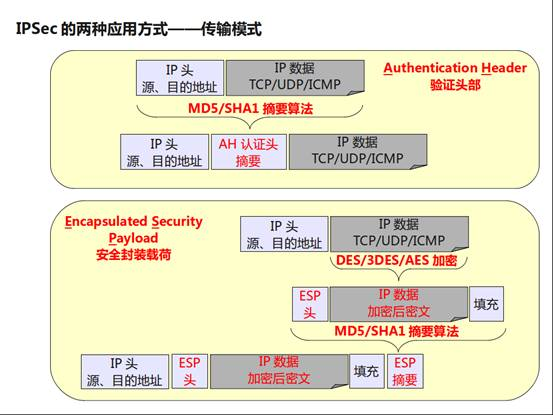 IPSec 的两种应用方式——传输模式
IP 头
源、目的地址
IP 数据
TCP/UDP/ICMP
Authentication Header
验证头部
MD5/SHA1 摘要算法
IP 头
源、目的地址
AH 认证头
摘要
IP 数据
TCP/UDP/ICMP
Encapsulated Security
Payload
安全封装载荷
IP 头
源、目的地址
IP 数据
TCP/UDP/ICMP
DES/3DES/AES 加密
ESP
头
IP 数据
加密后密文
填充
MD5/SHA1 摘要算法
IP 头
源、目的地址
ESP
头
IP 数据
加密后密文
填充
ESP
摘要